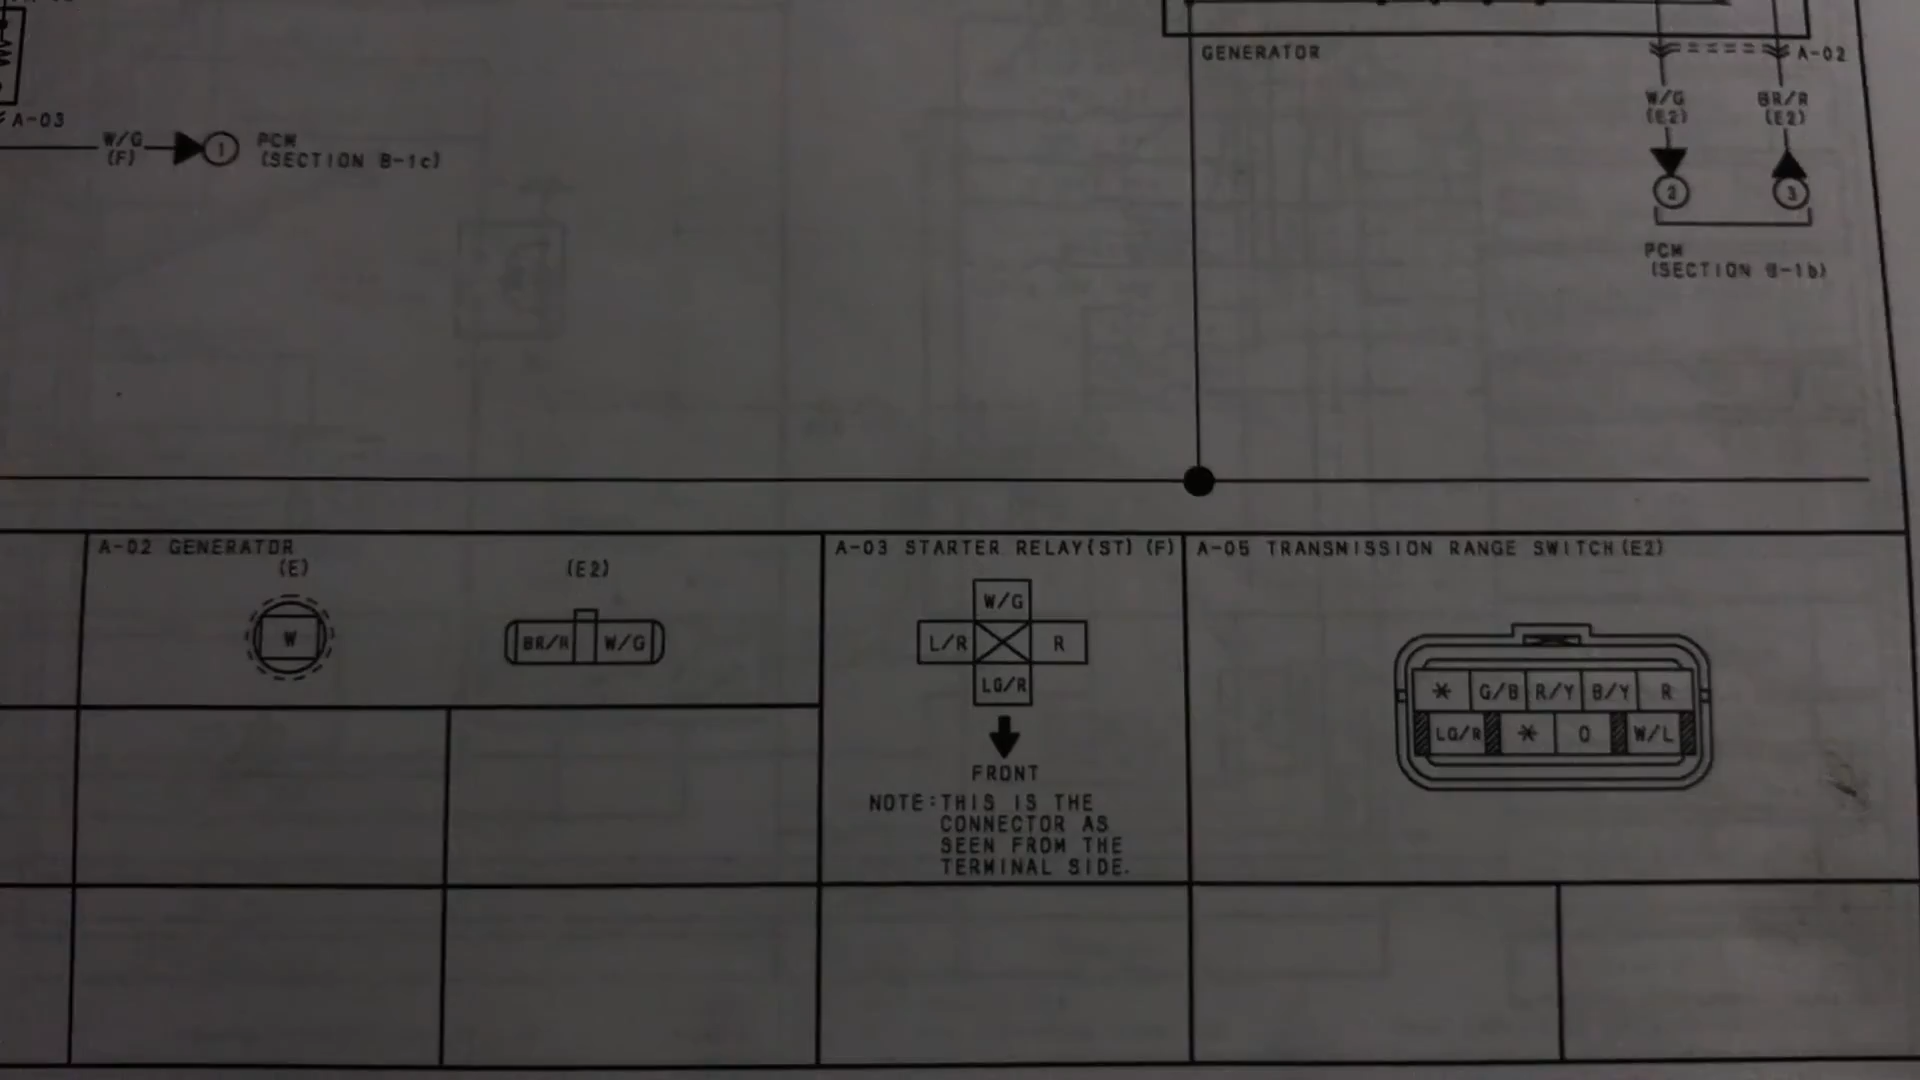 GENERATOR
A-02
A-03
W/G
(F)
1
PCM
(SECTION B-1c)
W/G
(E2)
BR/R
(E2)
2
3
PCM
(SECTION B-1b)
A-02 GENERATOR
(E)
(E2)
W
BR/R
W/G
A-03 STARTER RELAY(ST) (F)
W/G
L/R
R
LG/R
FRONT
NOTE:THIS IS THE
CONNECTOR AS
SEEN FROM THE
TERMINAL SIDE.
A-05 TRANSMISSION RANGE SWITCH(E2)
* G/B R/Y B/Y R
LG/R * O W/L